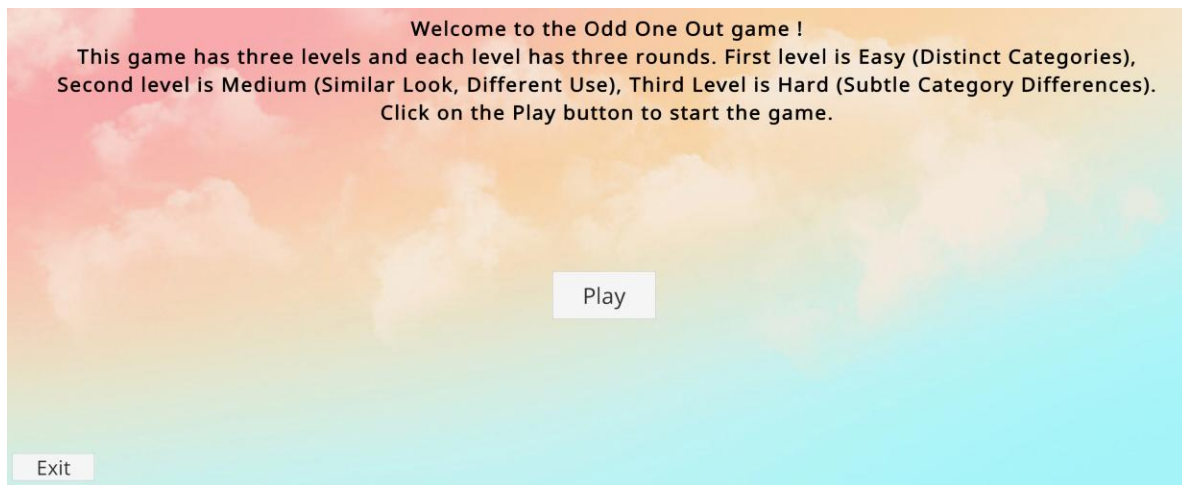 Welcome to the Odd One Out game !
This game has three levels and each level has three rounds. First level is Easy (Distinct Categories),
Second level is Medium (Similar Look, Different Use), Third Level is Hard (Subtle Category Differences).
Click on the Play button to start the game.
Play
Exit